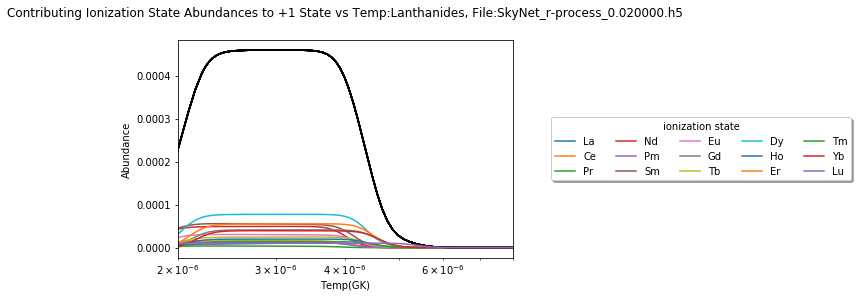 Contributing Ionization State Abundances to +1 State vs Temp:Lanthanides, File:SkyNet_r-process_0.020000.h5
0.0004
0.0003
0.0002
0.0001
0.0000
Abundance
2 × 10⁻⁶ 3 × 10⁻⁶ 4 × 10⁻⁶ 6 × 10⁻⁶
Temp(GK)
ionization state
La Nd Eu Dy Tm
Ce Pm Gd Ho Yb
Pr Sm Tb Er Lu